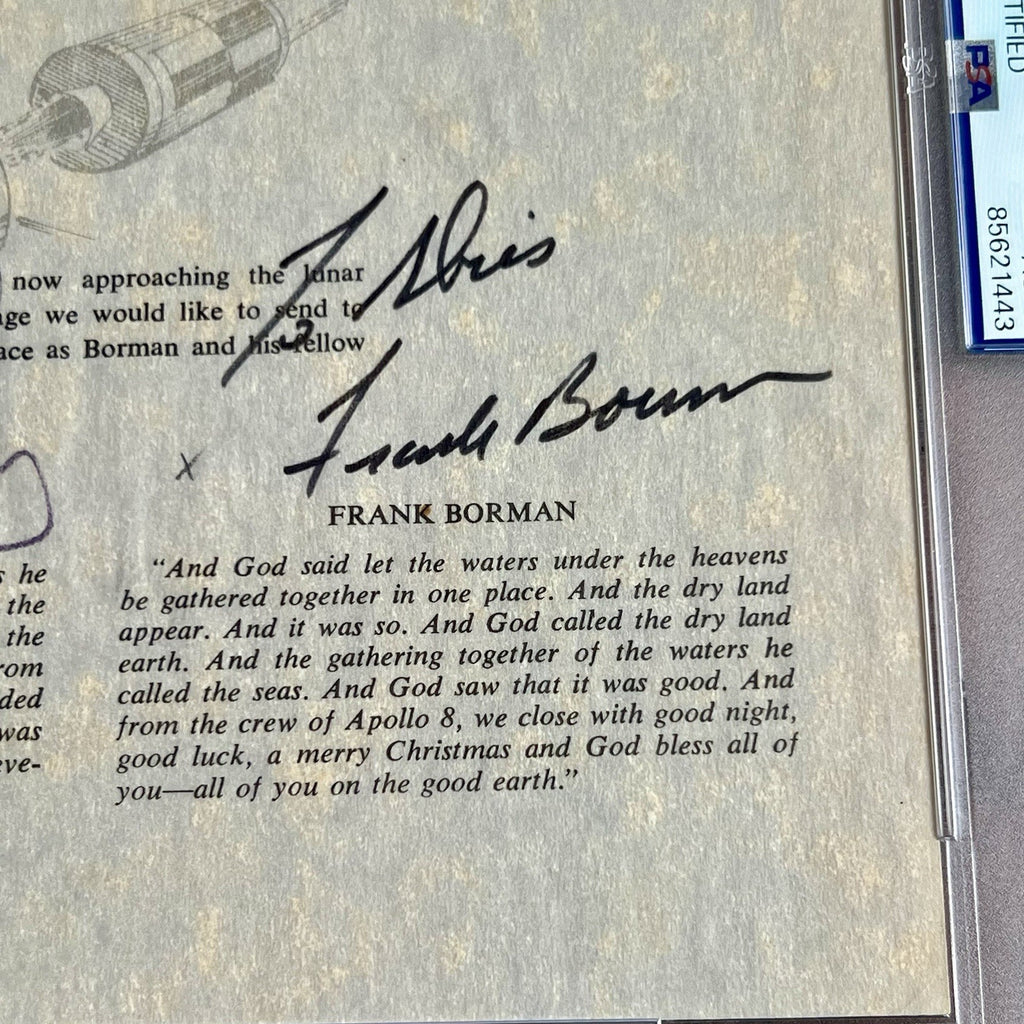 now approaching the lunar
age we would like to send to
ace as Borman and his fellow
To
Frank Borman
x
FRANK BORMAN
s he
the
the
rom
ded
was
eve-
“And God said let the waters under the heavens
be gathered together in one place. And the dry land
appear. And it was so. And God called the dry land
earth. And the gathering together of the waters he
called the seas. And God saw that it was good. And
from the crew of Apollo 8, we close with good night,
good luck, a merry Christmas and God bless all of
you—all of you on the good earth.”
TIFIED
PSA
85621443